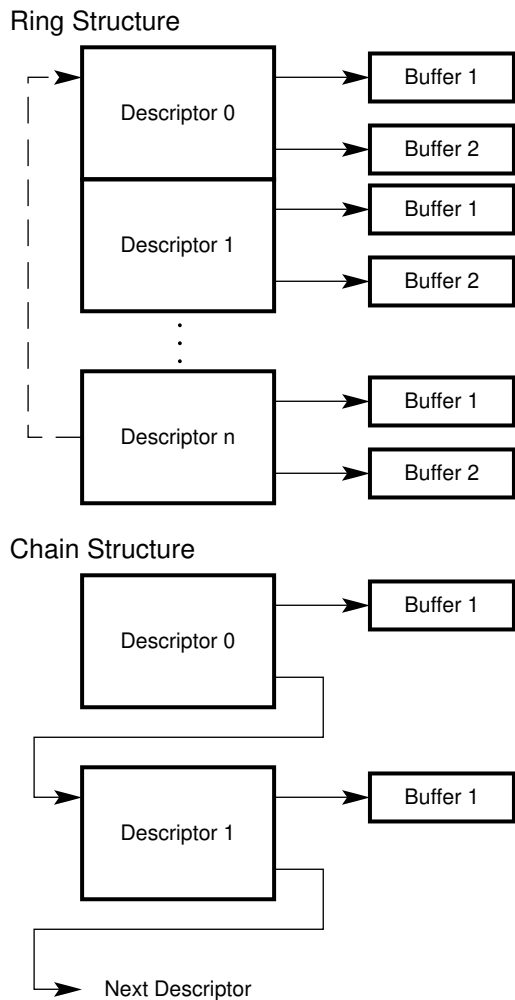 Ring Structure
Descriptor 0
Buffer 1
Buffer 2
Descriptor 1
Buffer 1
Buffer 2
Descriptor n
Buffer 1
Buffer 2
Chain Structure
Descriptor 0
Buffer 1
Descriptor 1
Buffer 1
Next Descriptor